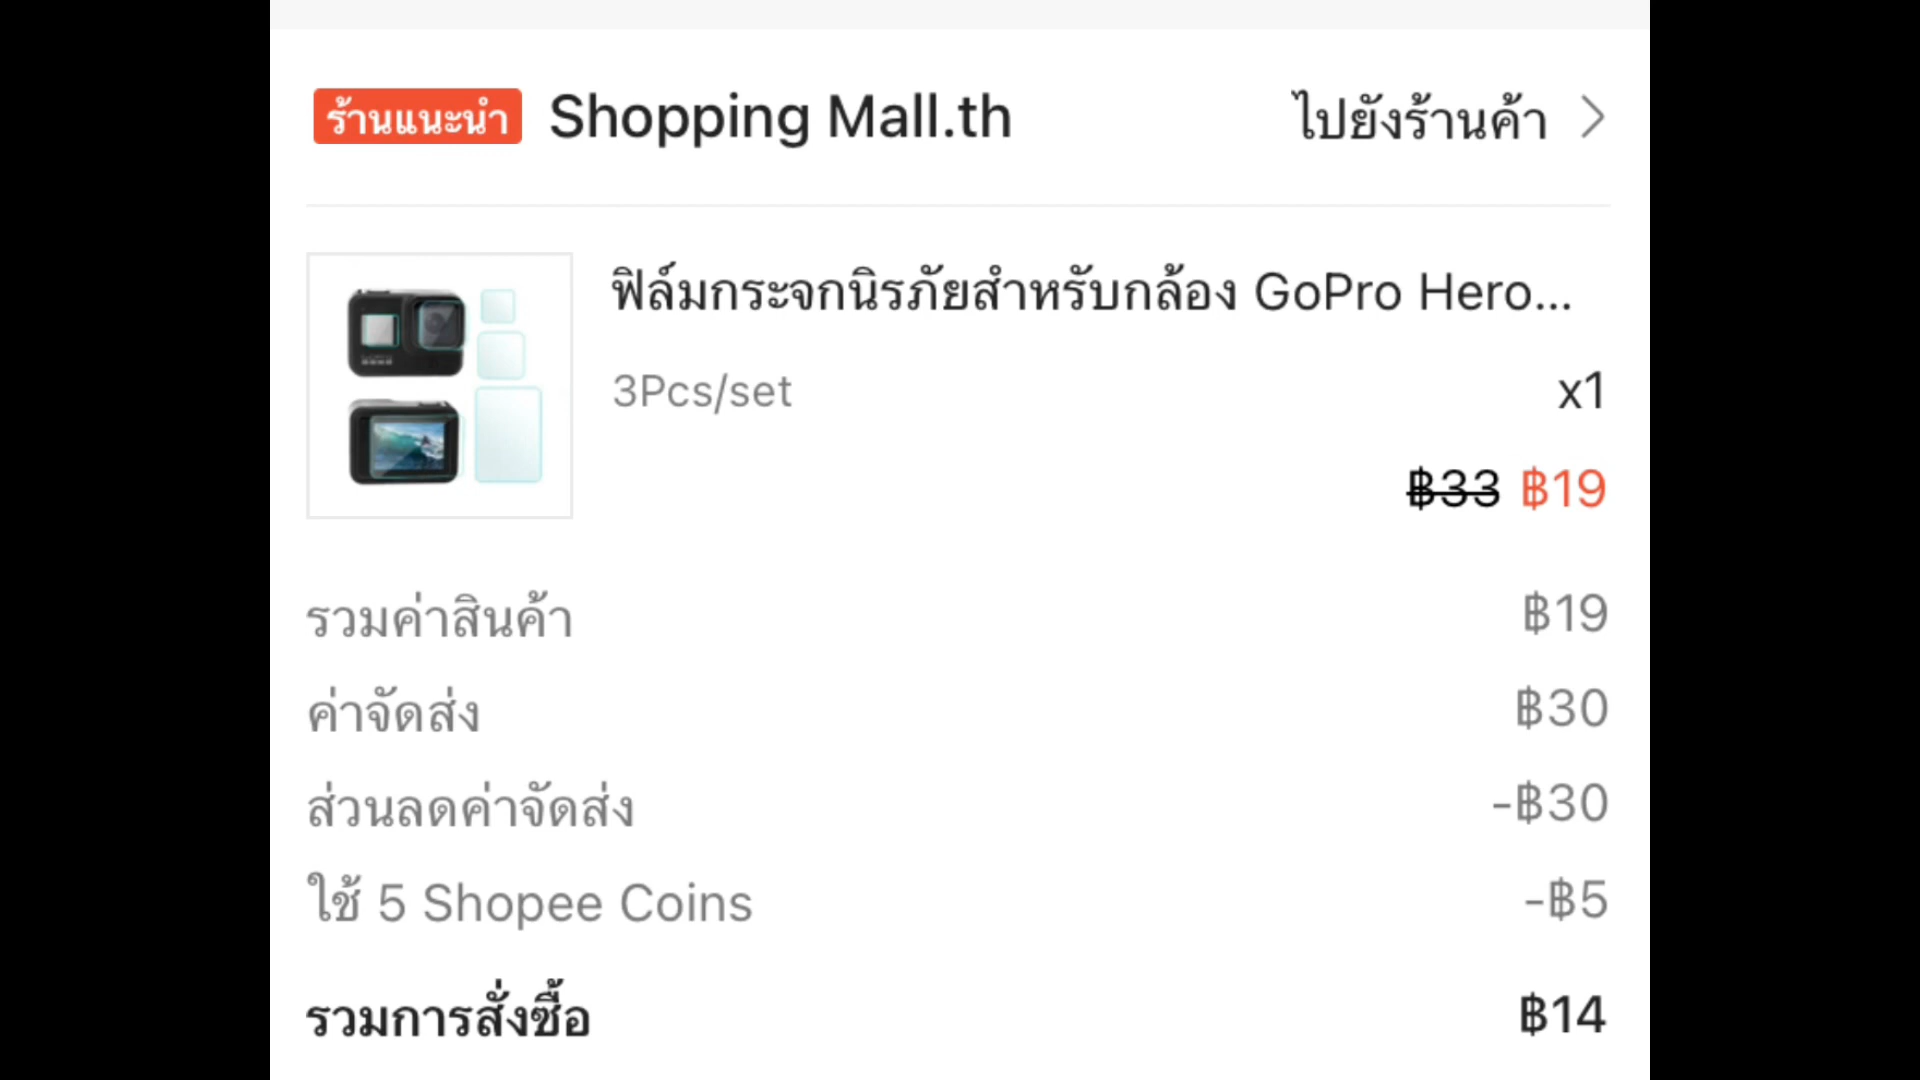 ร้านแนะนำ Shopping Mall.th ไปยังร้านค้า
ฟิล์มกระจกนิรภัยสำหรับกล้อง GoPro Hero...
3Pcs/set x1
฿33 ฿19
รวมค่าสินค้า ฿19
ค่าจัดส่ง ฿30
ส่วนลดค่าจัดส่ง -฿30
ใช้ 5 Shopee Coins -฿5
รวมการสั่งซื้อ ฿14